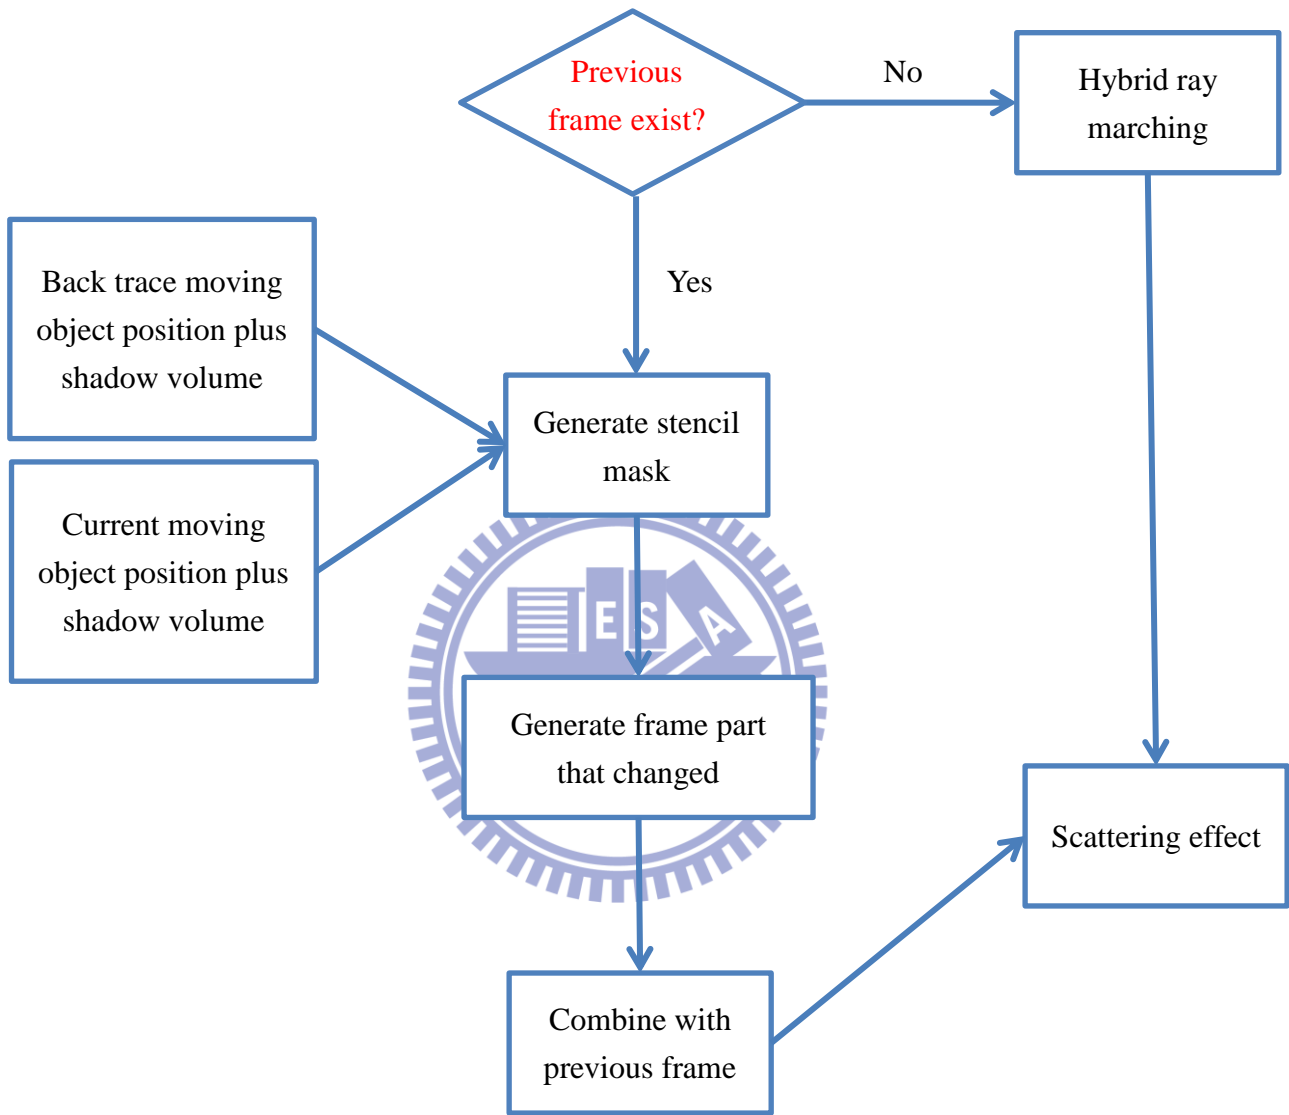 Previous
frame exist?
No
Hybrid ray
marching
Yes
Back trace moving
object position plus
shadow volume
Generate stencil
mask
Current moving
object position plus
shadow volume
E S A
Generate frame part
that changed
Scattering effect
Combine with
previous frame